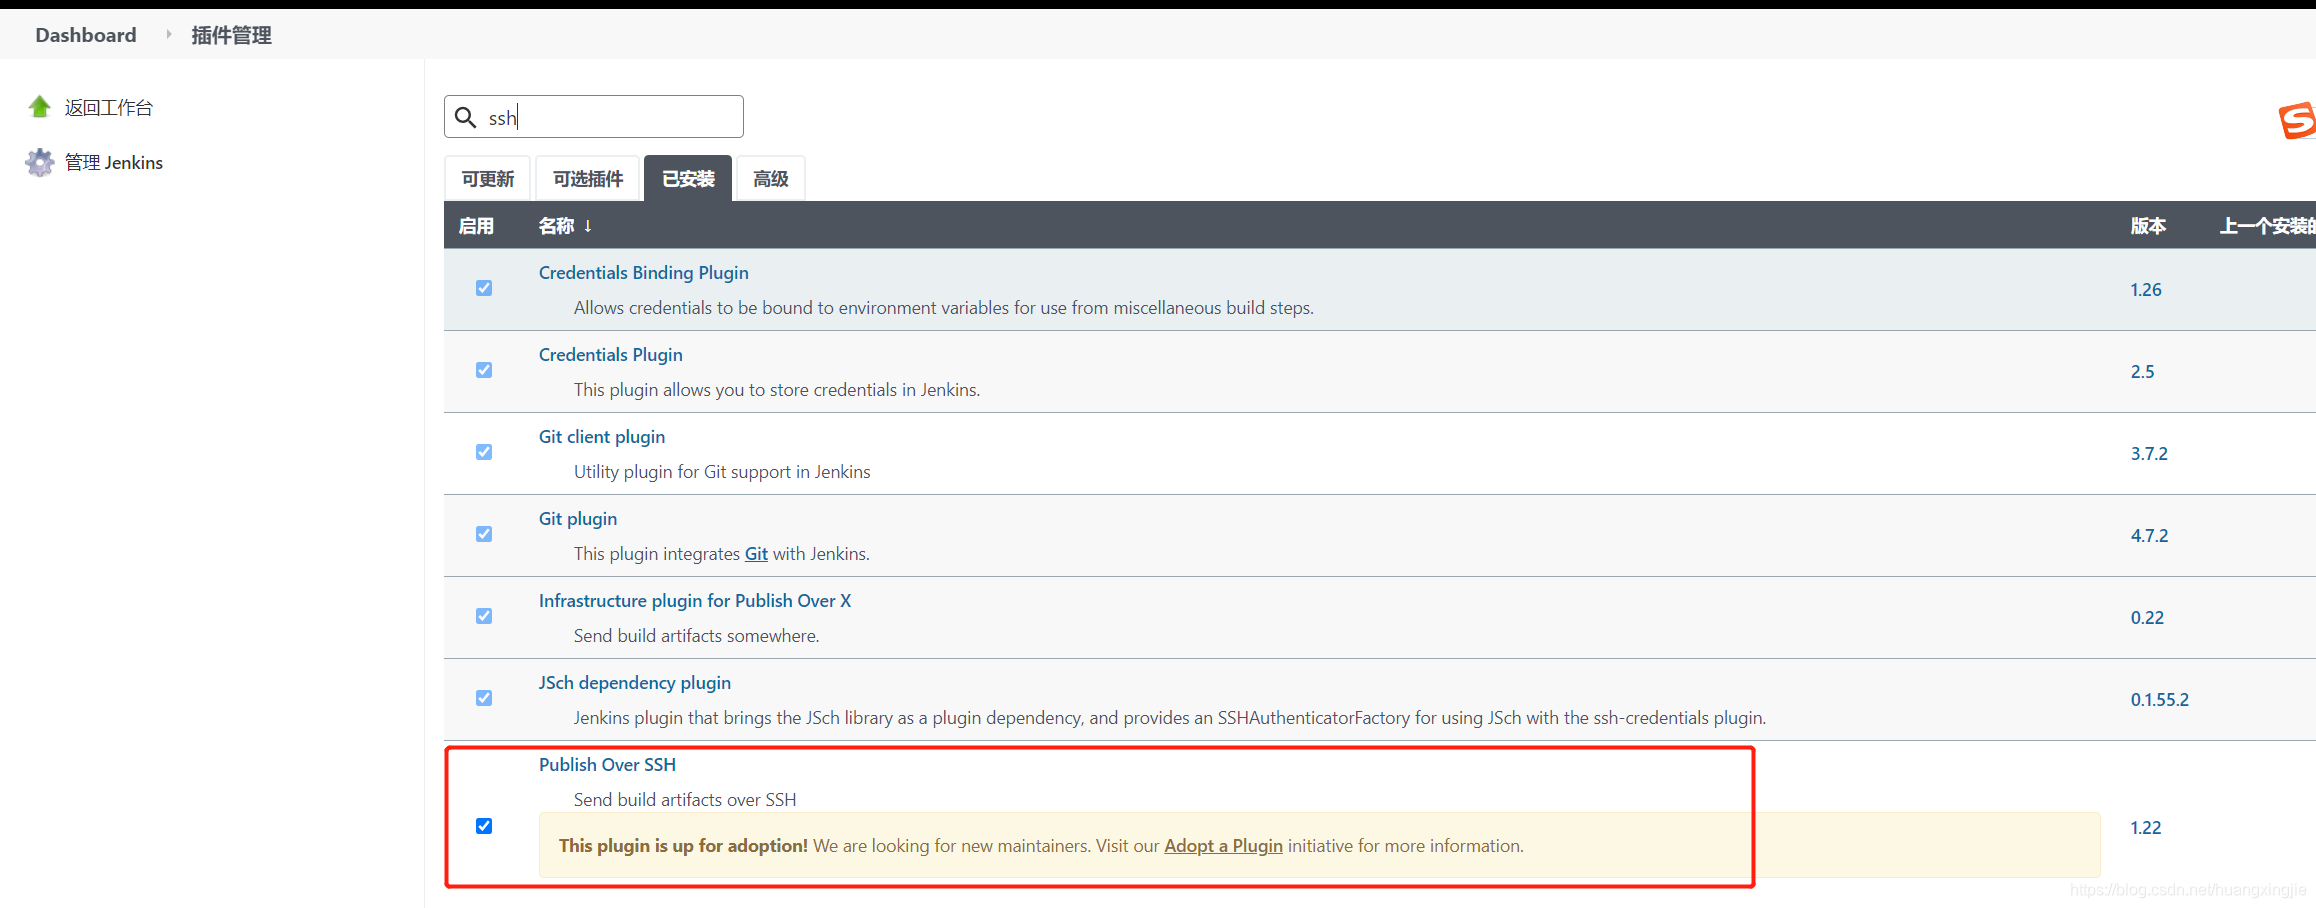 Dashboard 插件管理
返回工作台
管理 Jenkins
ssh
可更新 可选插件 已安装 高级
启用 名称 ↓ 版本 上一个安装的
Credentials Binding Plugin
Allows credentials to be bound to environment variables for use from miscellaneous build steps.
1.26
Credentials Plugin
This plugin allows you to store credentials in Jenkins.
2.5
Git client plugin
Utility plugin for Git support in Jenkins
3.7.2
Git plugin
This plugin integrates Git with Jenkins.
4.7.2
Infrastructure plugin for Publish Over X
Send build artifacts somewhere.
0.22
JSch dependency plugin
Jenkins plugin that brings the JSch library as a plugin dependency, and provides an SSHAuthenticatorFactory for using JSch with the ssh-credentials plugin.
0.1.55.2
Publish Over SSH
Send build artifacts over SSH
This plugin is up for adoption! We are looking for new maintainers. Visit our Adopt a Plugin initiative for more information.
1.22
https://blog.csdn.net/huangxingjie